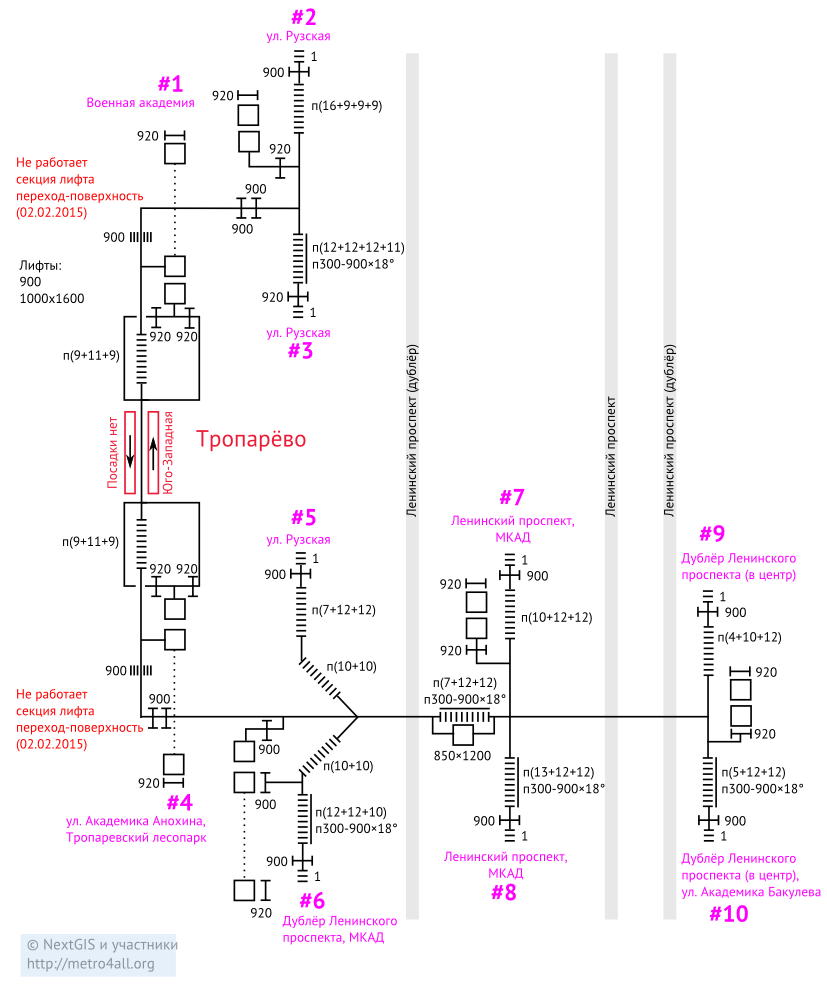 #2
ул. Рузская
1
900
#1
Военная академия
920
п(16+9+9+9)
920
920
Не работает
секция лифта
переход-поверхность
(02.02.2015)
900
900
900
п(12+12+12+11)
п300-900×18°
Лифты:
900
1000x1600
920
1
ул. Рузская
#3
920
920
п(9+11+9)
Ленинский проспект (дублёр)
Ленинский проспект
Ленинский проспект (дублёр)
Посадки нет
Юго-Западная
Тропарёво
#5
ул. Рузская
1
900
п(9+11+9)
920
920
п(7+12+12)
#7
Ленинский проспект,
МКАД
1
900
920
п(10+12+12)
920
#9
Дублёр Ленинского
проспекта (в центр)
1
900
п(4+10+12)
900
п(10+10)
920
Не работает
секция лифта
переход-поверхность
(02.02.2015)
900
п(7+12+12)
п300-900×18°
920
900
850×1200
п(10+10)
п(13+12+12)
п300-900×18°
п(5+12+12)
п300-900×18°
920
#4
ул. Академика Анохина,
Тропаревский лесопарк
900
п(12+12+10)
п300-900×18°
900
1
900
1
900
1
920
#6
Дублёр Ленинского
проспекта, МКАД
Ленинский проспект,
МКАД
#8
Дублёр Ленинского
проспекта (в центр),
ул. Академика Бакулева
#10
© NextGIS и участники
http://metro4all.org